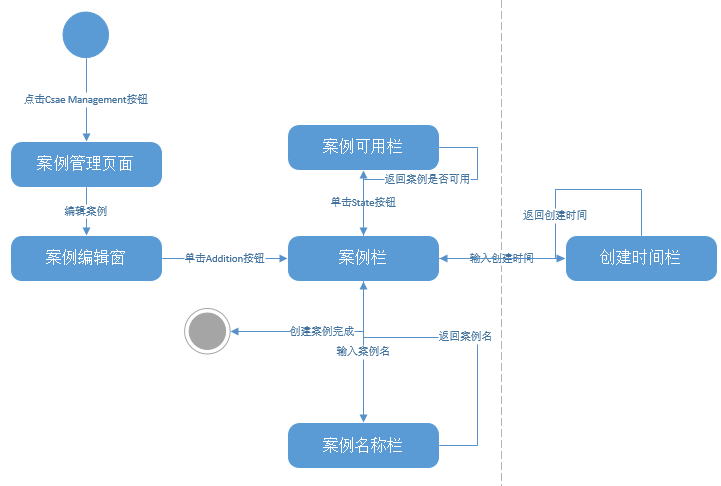 点击Csae Management按钮
案例管理页面
编辑案例
案例编辑窗
单击Addition按钮
案例可用栏
返回案例是否可用
单击State按钮
案例栏
输入创建时间
返回创建时间
创建时间栏
创建案例完成
返回案例名
输入案例名
案例名称栏